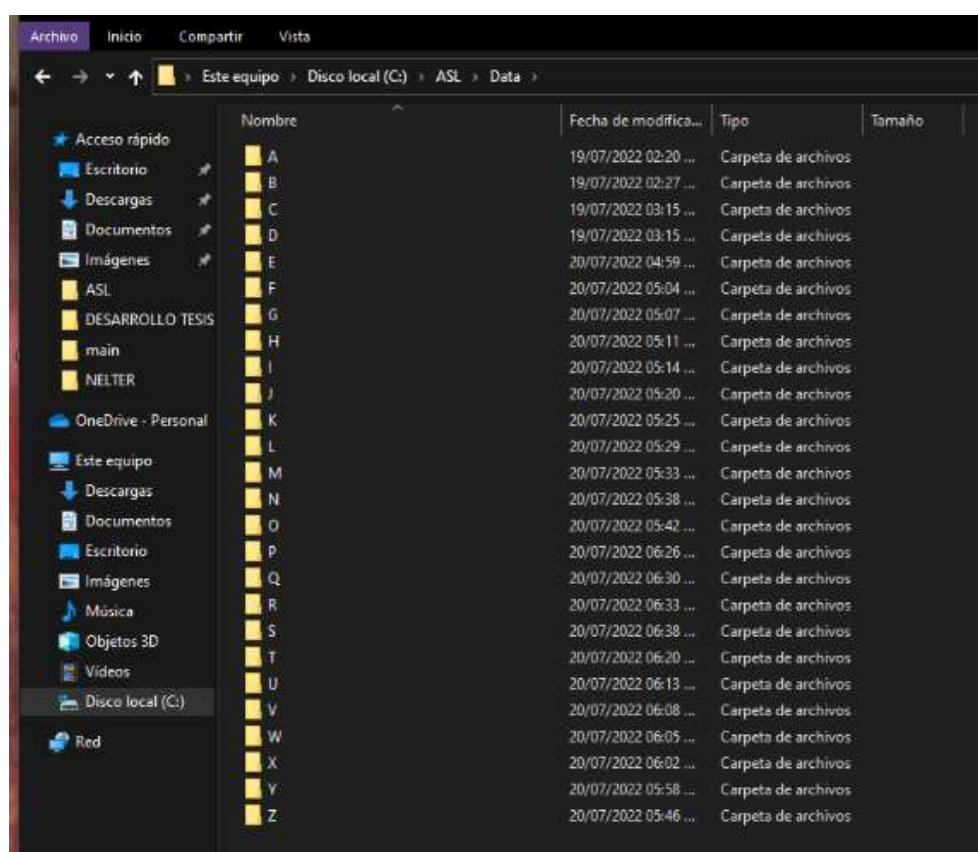 Archivo Inicio Compartir Vista
Este equipo › Disco local (C:) › ASL › Data ›
Nombre Fecha de modifica... Tipo Tamaño
Acceso rápido
Escritorio
Descargas
Documentos
Imágenes
ASL
DESARROLLO TESIS
main
NELTER
OneDrive - Personal
Este equipo
Descargas
Documentos
Escritorio
Imágenes
Música
Objetos 3D
Vídeos
Disco local (C:)
Red
A 19/07/2022 02:20 ... Carpeta de archivos
B 19/07/2022 02:27 ... Carpeta de archivos
C 19/07/2022 03:15 ... Carpeta de archivos
D 19/07/2022 03:15 ... Carpeta de archivos
E 20/07/2022 04:59 ... Carpeta de archivos
F 20/07/2022 05:04 ... Carpeta de archivos
G 20/07/2022 05:07 ... Carpeta de archivos
H 20/07/2022 05:11 ... Carpeta de archivos
I 20/07/2022 05:14 ... Carpeta de archivos
J 20/07/2022 05:20 ... Carpeta de archivos
K 20/07/2022 05:25 ... Carpeta de archivos
L 20/07/2022 05:29 ... Carpeta de archivos
M 20/07/2022 05:33 ... Carpeta de archivos
N 20/07/2022 05:38 ... Carpeta de archivos
O 20/07/2022 05:42 ... Carpeta de archivos
P 20/07/2022 06:26 ... Carpeta de archivos
Q 20/07/2022 06:30 ... Carpeta de archivos
R 20/07/2022 06:33 ... Carpeta de archivos
S 20/07/2022 06:38 ... Carpeta de archivos
T 20/07/2022 06:20 ... Carpeta de archivos
U 20/07/2022 06:13 ... Carpeta de archivos
V 20/07/2022 06:08 ... Carpeta de archivos
W 20/07/2022 06:05 ... Carpeta de archivos
X 20/07/2022 06:02 ... Carpeta de archivos
Y 20/07/2022 05:58 ... Carpeta de archivos
Z 20/07/2022 05:46 ... Carpeta de archivos